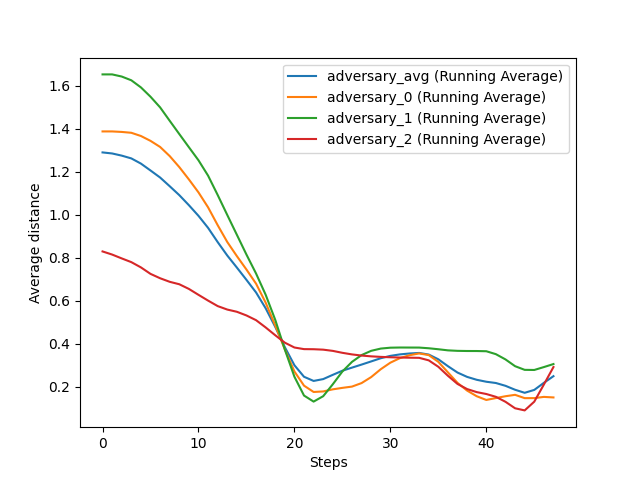 adversary_avg (Running Average)
adversary_0 (Running Average)
adversary_1 (Running Average)
adversary_2 (Running Average)
1.6
1.4
1.2
1.0
0.8
0.6
0.4
0.2
Average distance
0
10
20
30
40
Steps